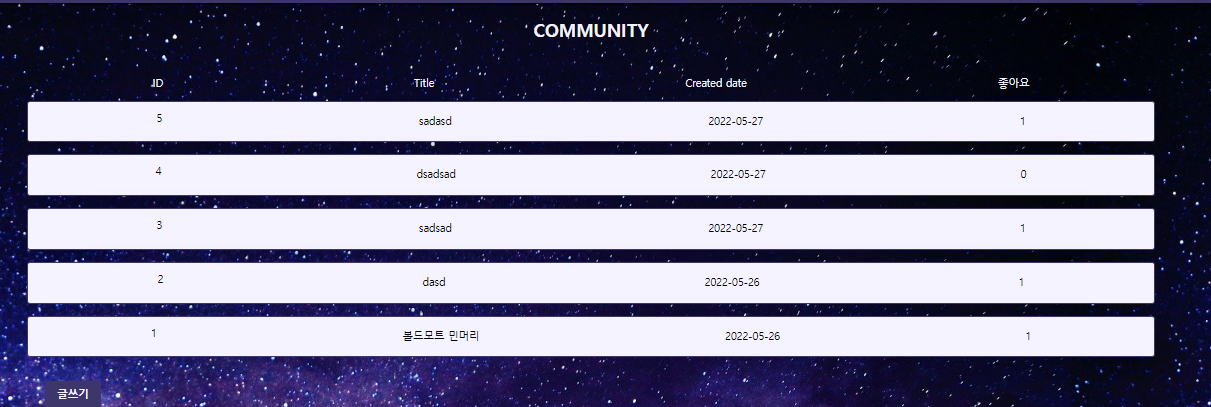 COMMUNITY
ID Title Created date 좋아요
5 sadasd 2022-05-27 1
4 dsadsad 2022-05-27 0
3 sadsad 2022-05-27 1
2 dasd 2022-05-26 1
1 볼드모트 민머리 2022-05-26 1
글쓰기